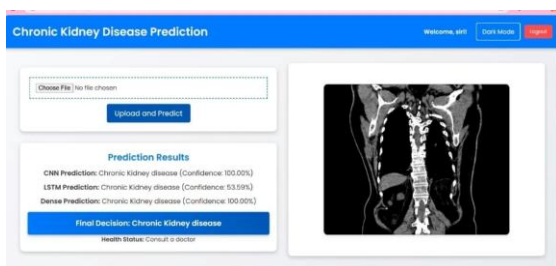 Chronic Kidney Disease Prediction
Welcome, siri!
Dark Mode
Logout
Choose File No file chosen
Upload and Predict
Prediction Results
CNN Prediction: Chronic Kidney disease (Confidence: 100.00%)
LSTM Prediction: Chronic Kidney disease (Confidence: 53.59%)
Dense Prediction: Chronic Kidney disease (Confidence: 100.00%)
Final Decision: Chronic Kidney disease
Health Status: Consult a doctor